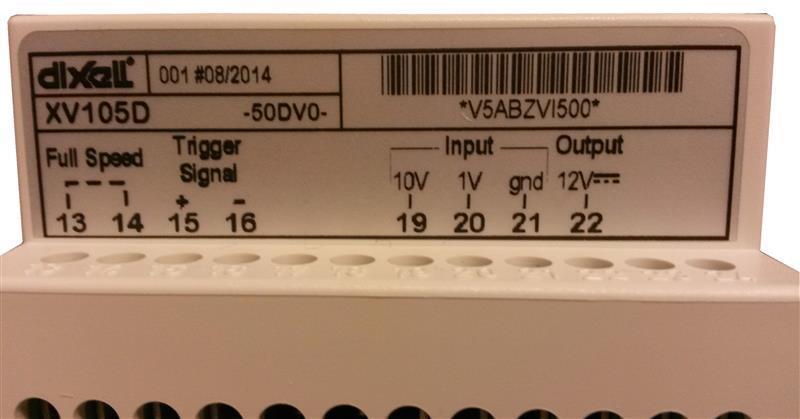 dixell
001 #08/2014
XV105D -50DV0-
*V5ABZVI500*
Full Speed
Trigger Signal
Input Output
10V 1V gnd 12V
+ -
13 14 15 16 19 20 21 22